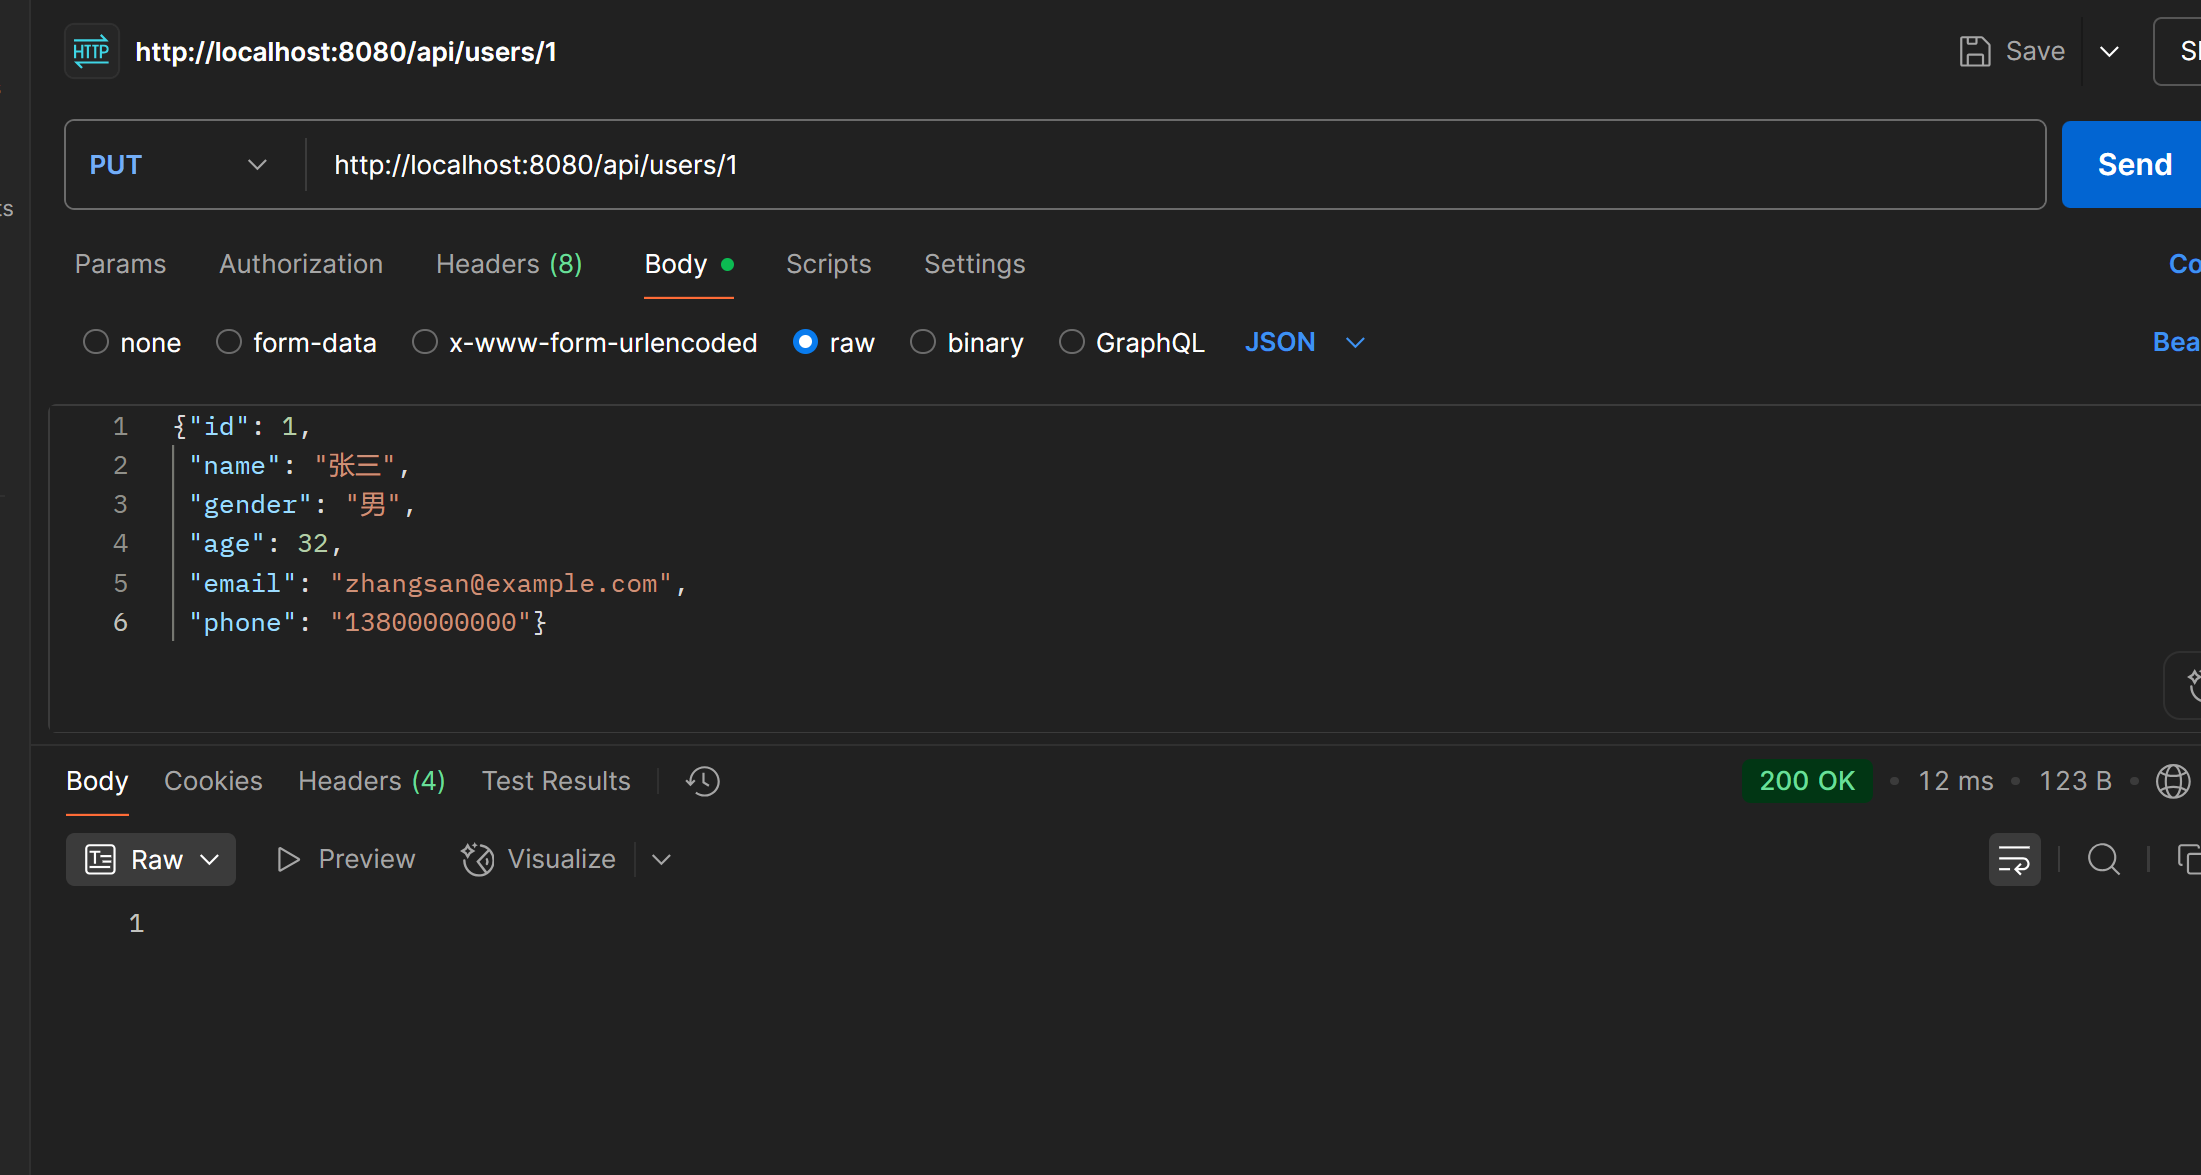 HTTP http://localhost:8080/api/users/1 Save
PUT http://localhost:8080/api/users/1 Send
Params Authorization Headers (8) Body Scripts Settings
none form-data x-www-form-urlencoded raw binary GraphQL JSON
1 {"id": 1,
2 "name": "张三",
3 "gender": "男",
4 "age": 32,
5 "email": "zhangsan@example.com",
6 "phone": "13800000000"}
Body Cookies Headers (4) Test Results 200 OK • 12 ms • 123 B •
Raw Preview Visualize
1